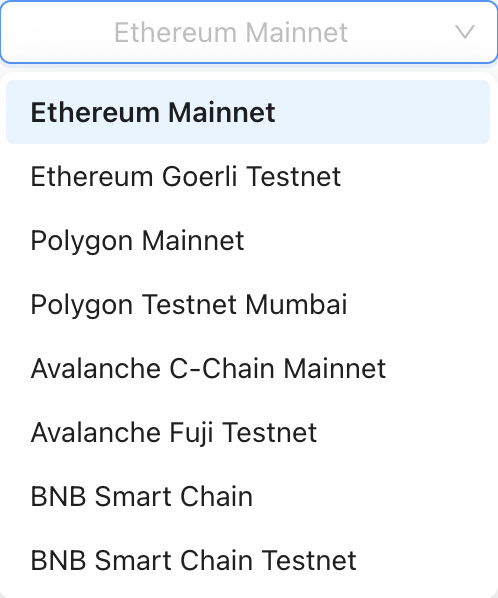 Ethereum Mainnet
Ethereum Mainnet
Ethereum Goerli Testnet
Polygon Mainnet
Polygon Testnet Mumbai
Avalanche C-Chain Mainnet
Avalanche Fuji Testnet
BNB Smart Chain
BNB Smart Chain Testnet